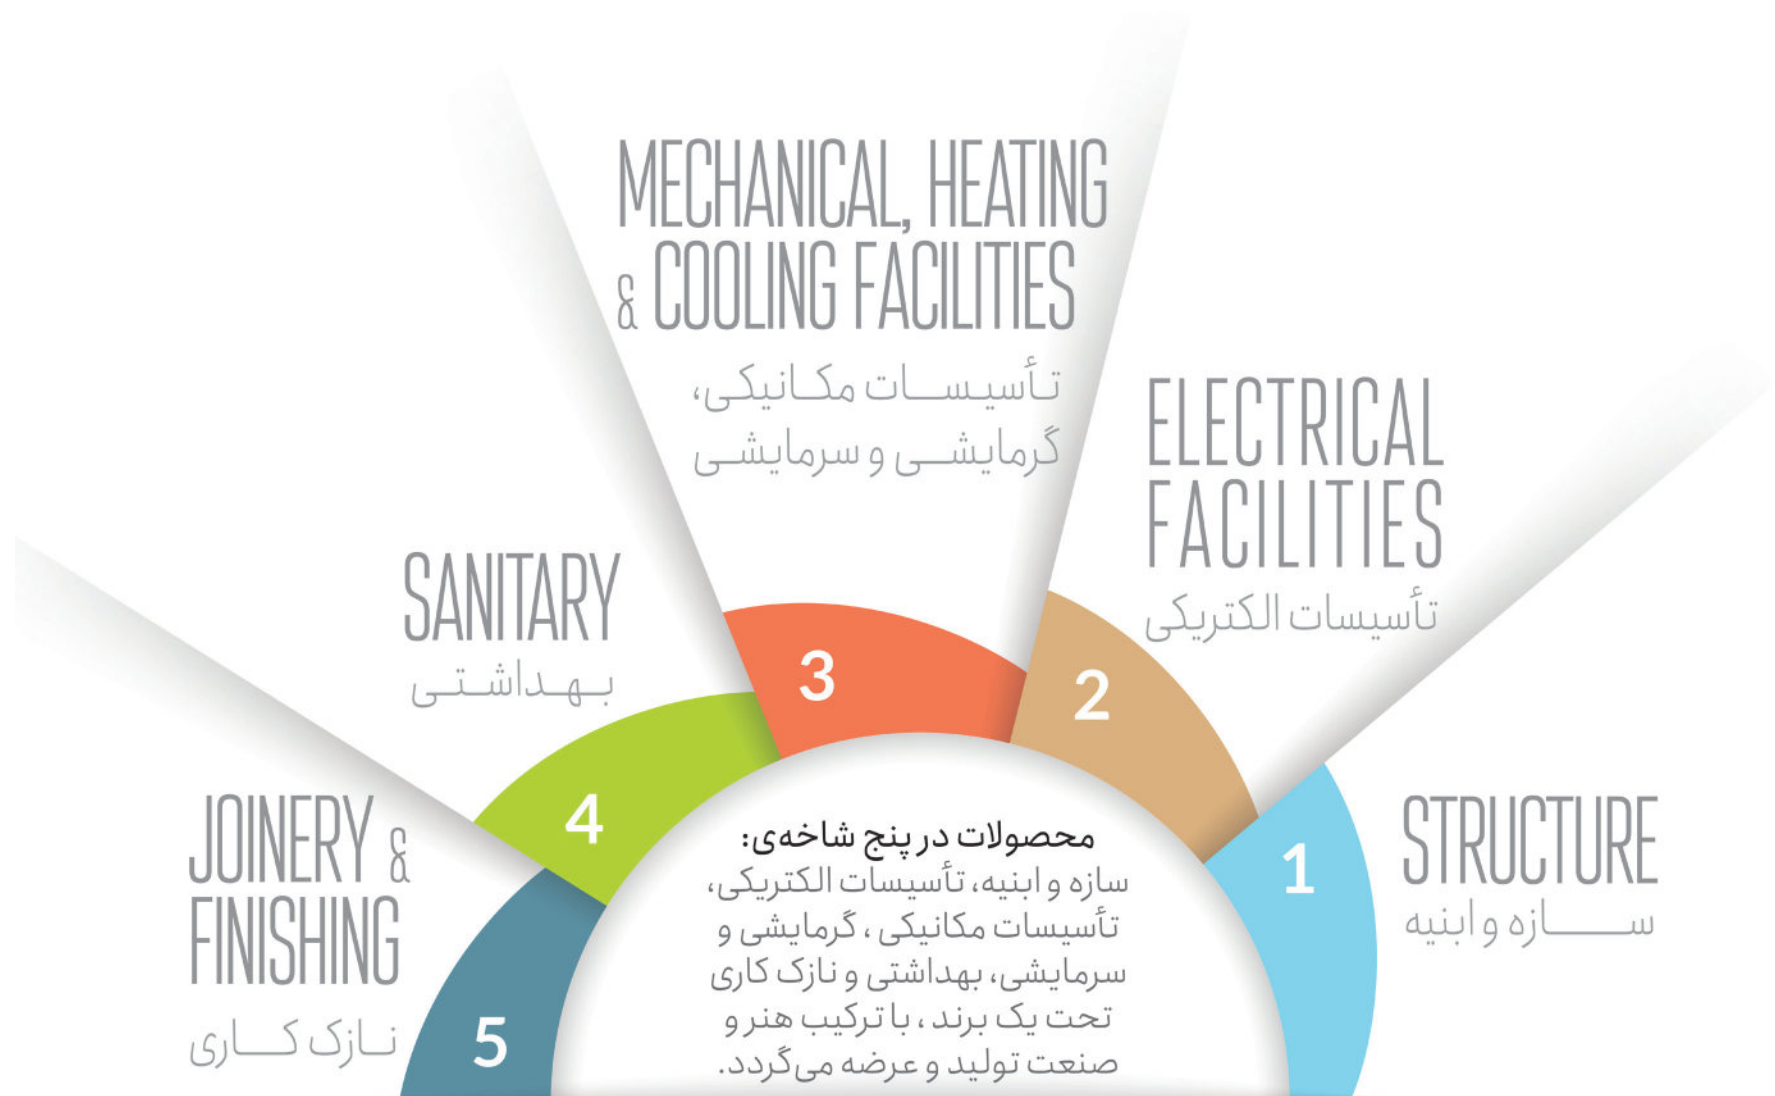 MECHANICAL, HEATING
& COOLING FACILITIES
تأسیسات مکانیکی،
گرمایشی و سرمایشی
ELECTRICAL
FACILITIES
تأسیسات الکتریکی
SANITARY
بهداشتی
JOINERY &
FINISHING
نازک کاری
STRUCTURE
سازه و ابنیه
3
2
4
1
5
محصولات در پنج شاخه‌ی:
سازه و ابنیه، تأسیسات الکتریکی،
تأسیسات مکانیکی ، گرمایشی و
سرمایشی، بهداشتی و نازک کاری
تحت یک برند ، با ترکیب هنر و
صنعت تولید و عرضه می‌گردد.